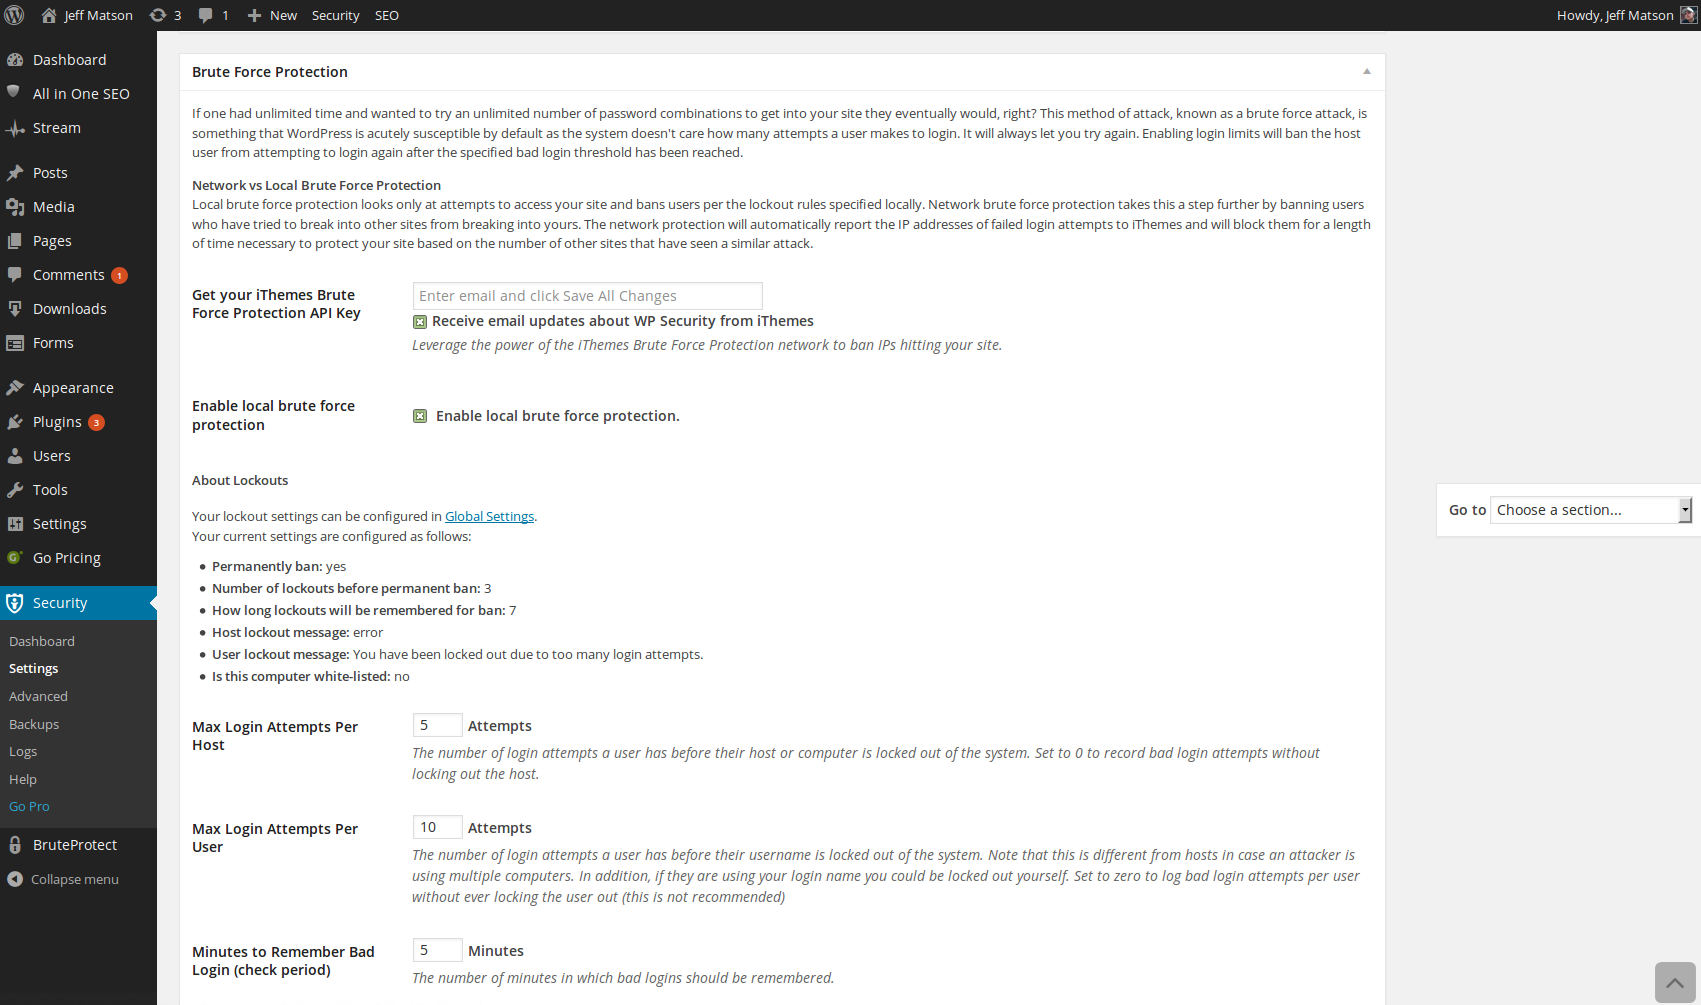 Jeff Matson 3 1 New Security SEO Howdy, Jeff Matson
Dashboard
All in One SEO
Stream
Posts
Media
Pages
Comments 1
Downloads
Forms
Appearance
Plugins 3
Users
Tools
Settings
Go Pricing
Security
Dashboard
Settings
Advanced
Backups
Logs
Help
Go Pro
BruteProtect
Collapse menu
Brute Force Protection
If one had unlimited time and wanted to try an unlimited number of password combinations to get into your site they eventually would, right? This method of attack, known as a brute force attack, is
something that WordPress is acutely susceptible by default as the system doesn't care how many attempts a user makes to login. It will always let you try again. Enabling login limits will ban the host
user from attempting to login again after the specified bad login threshold has been reached.
Network vs Local Brute Force Protection
Local brute force protection looks only at attempts to access your site and bans users per the lockout rules specified locally. Network brute force protection takes this a step further by banning users
who have tried to break into other sites from breaking into yours. The network protection will automatically report the IP addresses of failed login attempts to iThemes and will block them for a length
of time necessary to protect your site based on the number of other sites that have seen a similar attack.
Get your iThemes Brute
Force Protection API Key
Enter email and click Save All Changes
Receive email updates about WP Security from iThemes
Leverage the power of the iThemes Brute Force Protection network to ban IPs hitting your site.
Enable local brute force
protection
Enable local brute force protection.
About Lockouts
Your lockout settings can be configured in Global Settings.
Your current settings are configured as follows:
• Permanently ban: yes
• Number of lockouts before permanent ban: 3
• How long lockouts will be remembered for ban: 7
• Host lockout message: error
• User lockout message: You have been locked out due to too many login attempts.
• Is this computer white-listed: no
Max Login Attempts Per
Host
5 Attempts
The number of login attempts a user has before their host or computer is locked out of the system. Set to 0 to record bad login attempts without
locking out the host.
Max Login Attempts Per
User
10 Attempts
The number of login attempts a user has before their username is locked out of the system. Note that this is different from hosts in case an attacker is
using multiple computers. In addition, if they are using your login name you could be locked out yourself. Set to zero to log bad login attempts per user
without ever locking the user out (this is not recommended)
Minutes to Remember Bad
Login (check period)
5 Minutes
The number of minutes in which bad logins should be remembered.
Go to Choose a section...